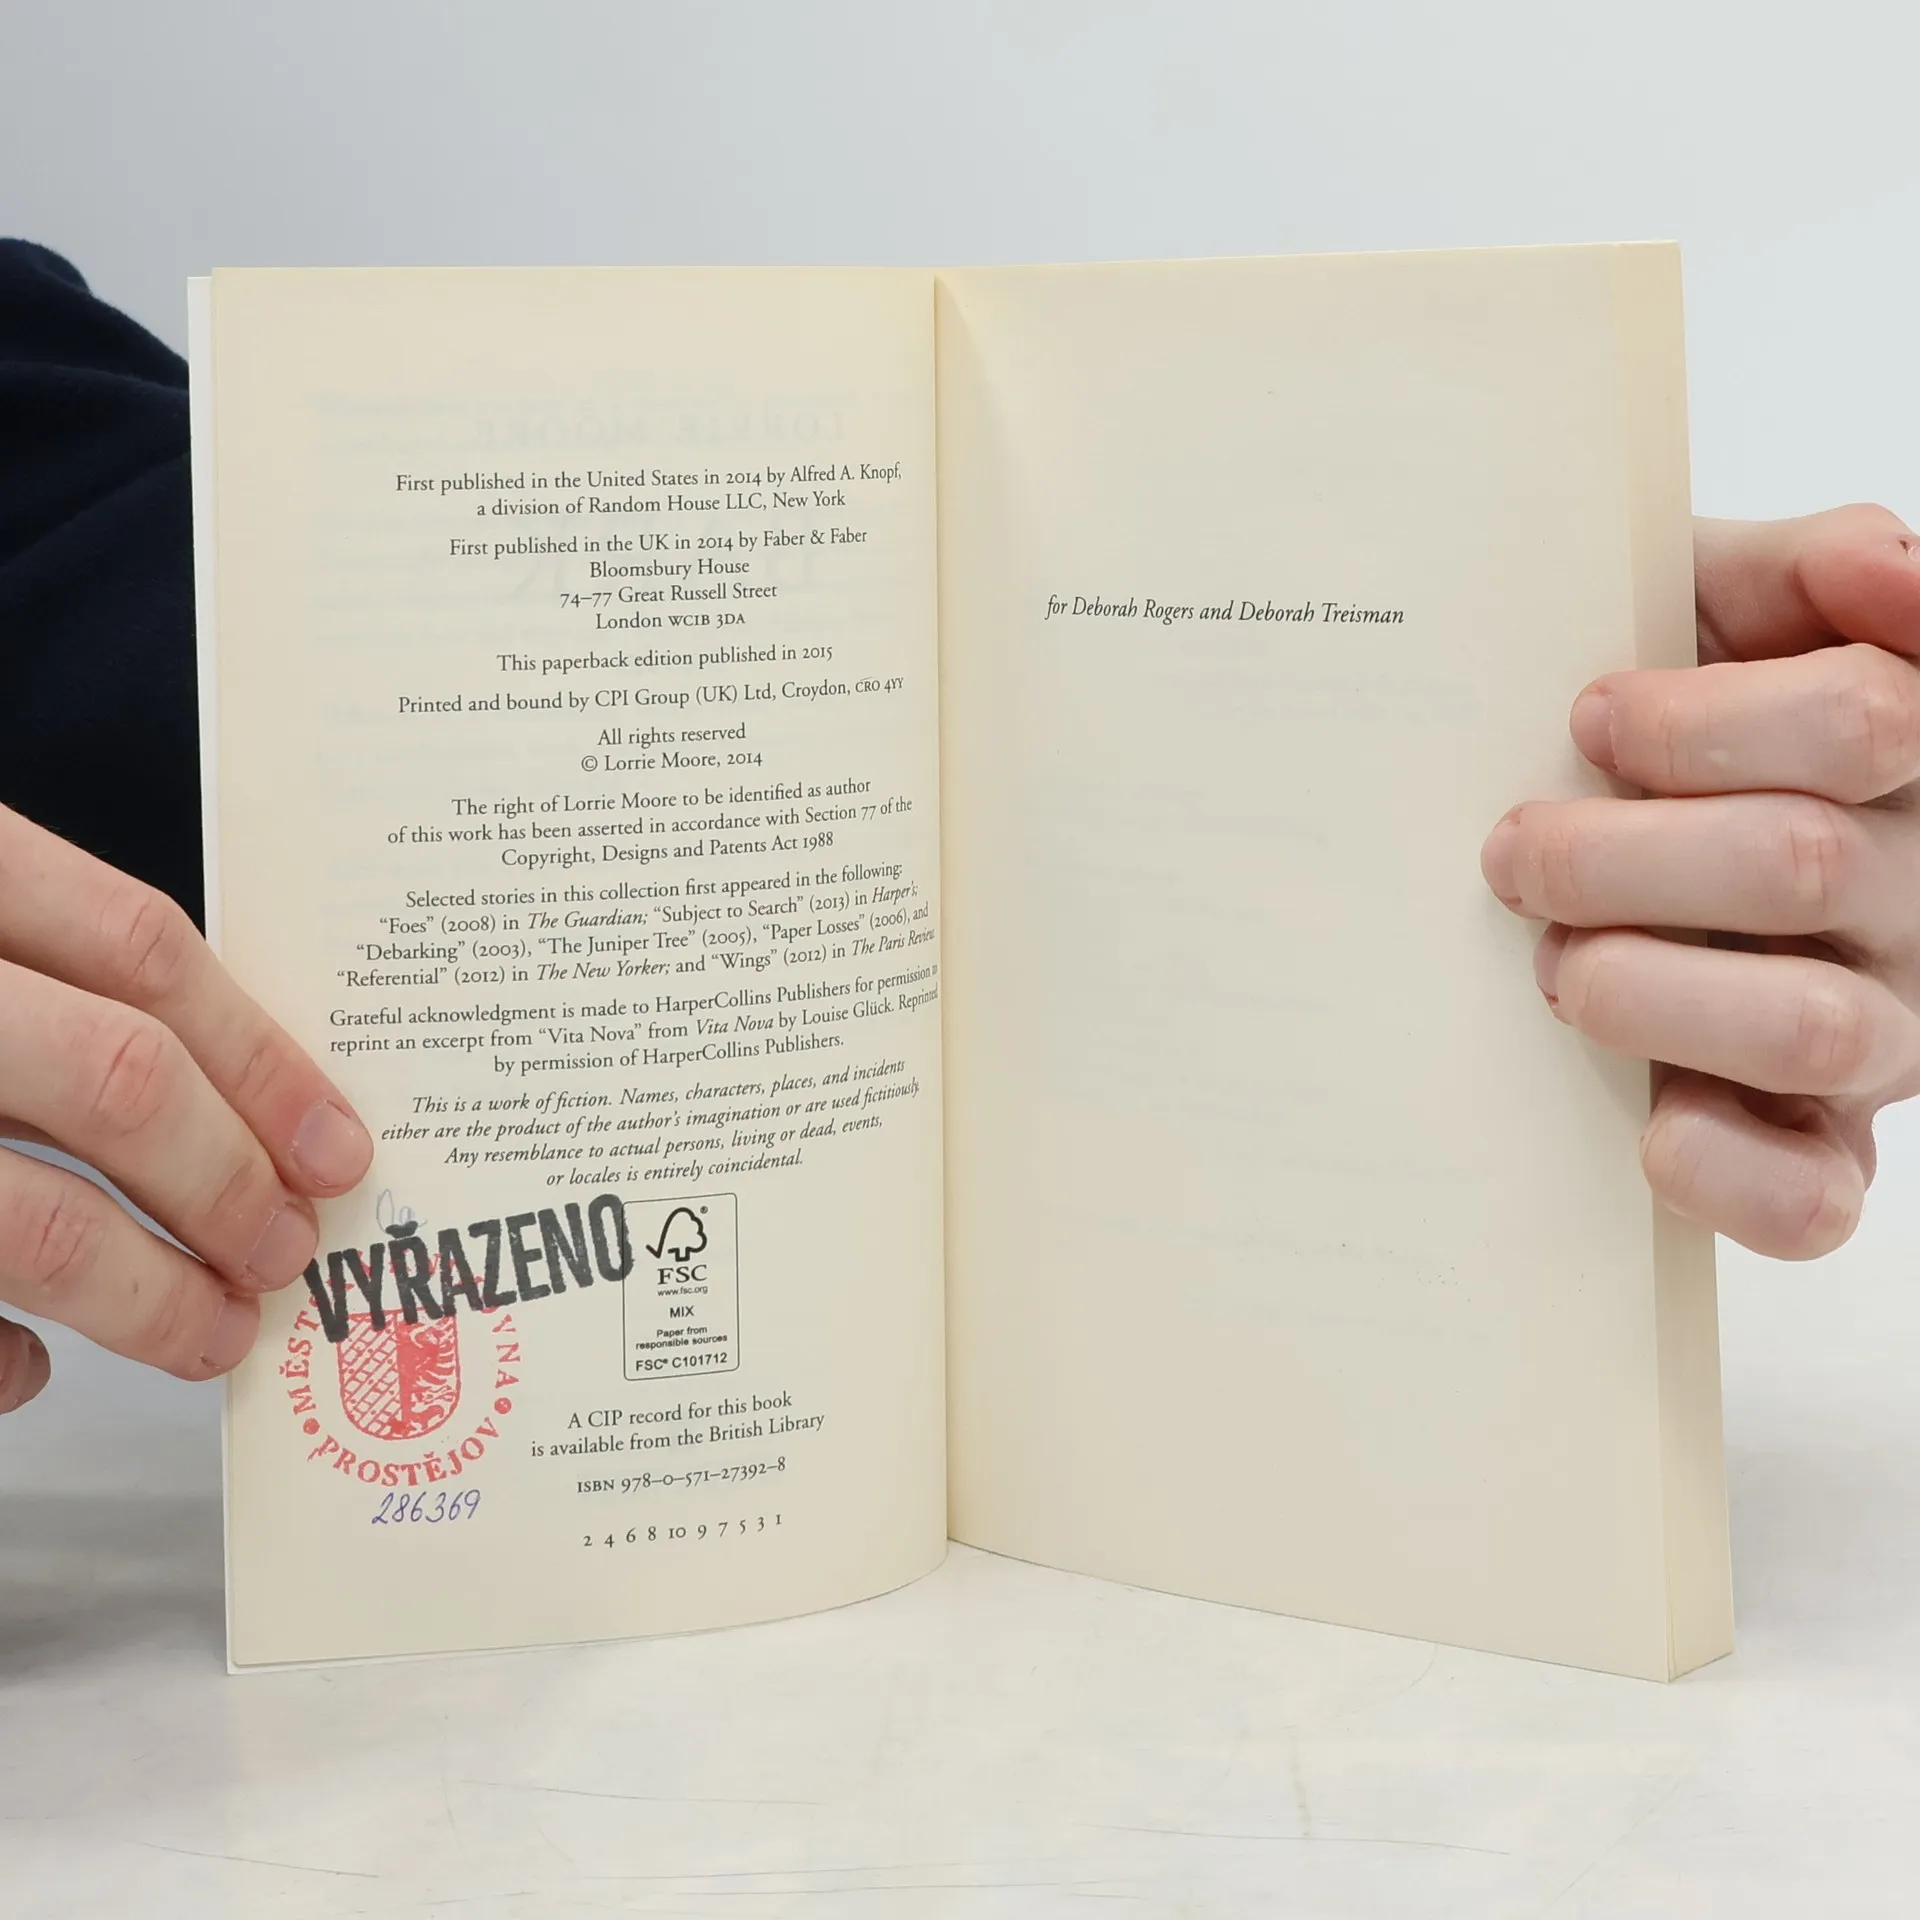 First published in the United States in 2014 by Alfred A. Knopf,
a division of Random House LLC, New York
First published in the UK in 2014 by Faber & Faber
Bloomsbury House
74–77 Great Russell Street
London WC1B 3DA
This paperback edition published in 2015
Printed and bound by CPI Group (UK) Ltd, Croydon, CR0 4YY
All rights reserved
© Lorrie Moore, 2014
The right of Lorrie Moore to be identified as author
of this work has been asserted in accordance with Section 77 of the
Copyright, Designs and Patents Act 1988
Selected stories in this collection first appeared in the following:
“Foes” (2008) in The Guardian; “Subject to Search” (2013) in Harper’s;
“Debarking” (2003), “The Juniper Tree” (2005), “Paper Losses” (2006), and
“Referential” (2012) in The New Yorker; and “Wings” (2012) in The Paris Review.
Grateful acknowledgment is made to HarperCollins Publishers for permission to
reprint an excerpt from “Vita Nova” from Vita Nova by Louise Glück. Reprinted
by permission of HarperCollins Publishers.
This is a work of fiction. Names, characters, places, and incidents
either are the product of the author’s imagination or are used fictitiously.
Any resemblance to actual persons, living or dead, events,
or locales is entirely coincidental.
VYŘAZENO
FSC®
www.fsc.org
MIX
Paper from
responsible sources
FSC® C101712
PROSTĚJOV
286369
A CIP record for this book
is available from the British Library
ISBN 978–0–571–27392–8
2 4 6 8 10 9 7 5 3 1
for Deborah Rogers and Deborah Treisman